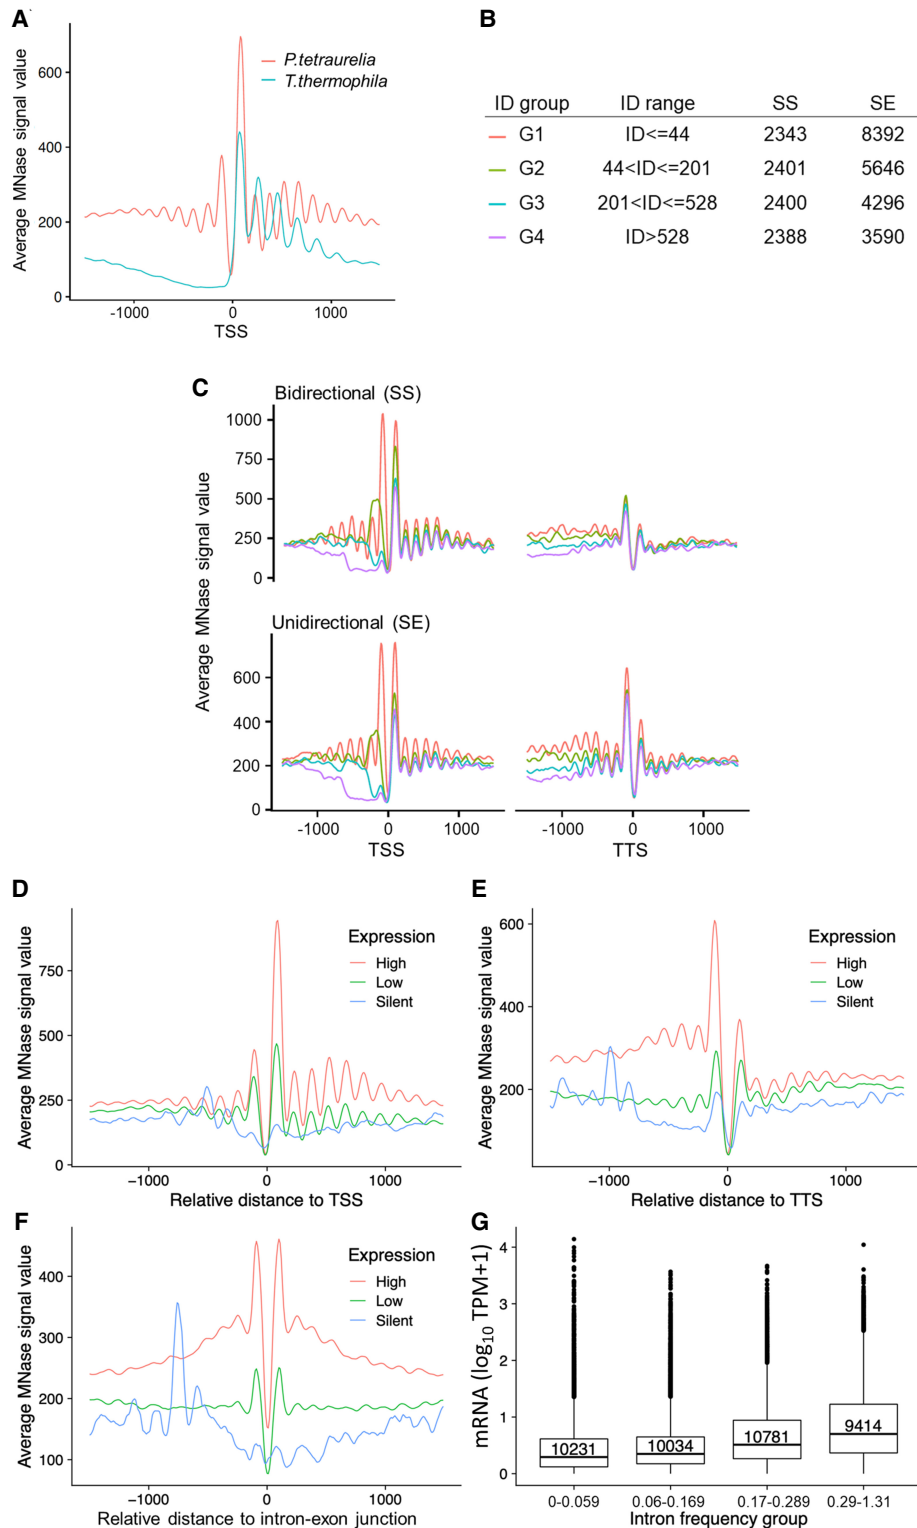 A
Average MNase signal value
600
400
200
0
-1000 0 1000
TSS
P.tetraurelia
T.thermophila
B
ID group ID range SS SE
G1 ID<=44 2343 8392
G2 44<ID<=201 2401 5646
G3 201<ID<=528 2400 4296
G4 ID>528 2388 3590
C
Bidirectional (SS)
Average MNase signal value
1000
750
500
250
0
Unidirectional (SE)
600
400
200
0
-1000 0 1000
TSS
-1000 0 1000
TTS
D
Average MNase signal value
750
500
250
0
Expression
High
Low
Silent
−1000 0 1000
Relative distance to TSS
E
Average MNase signal value
600
400
200
Expression
High
Low
Silent
−1000 0 1000
Relative distance to TTS
F
Average MNase signal value
400
300
200
100
Expression
High
Low
Silent
−1000 0 1000
Relative distance to intron-exon junction
G
mRNA (log10 TPM+1)
4
3
2
1
0
10231 10034 10781 9414
0-0.059 0.06-0.169 0.17-0.289 0.29-1.31
Intron frequency group